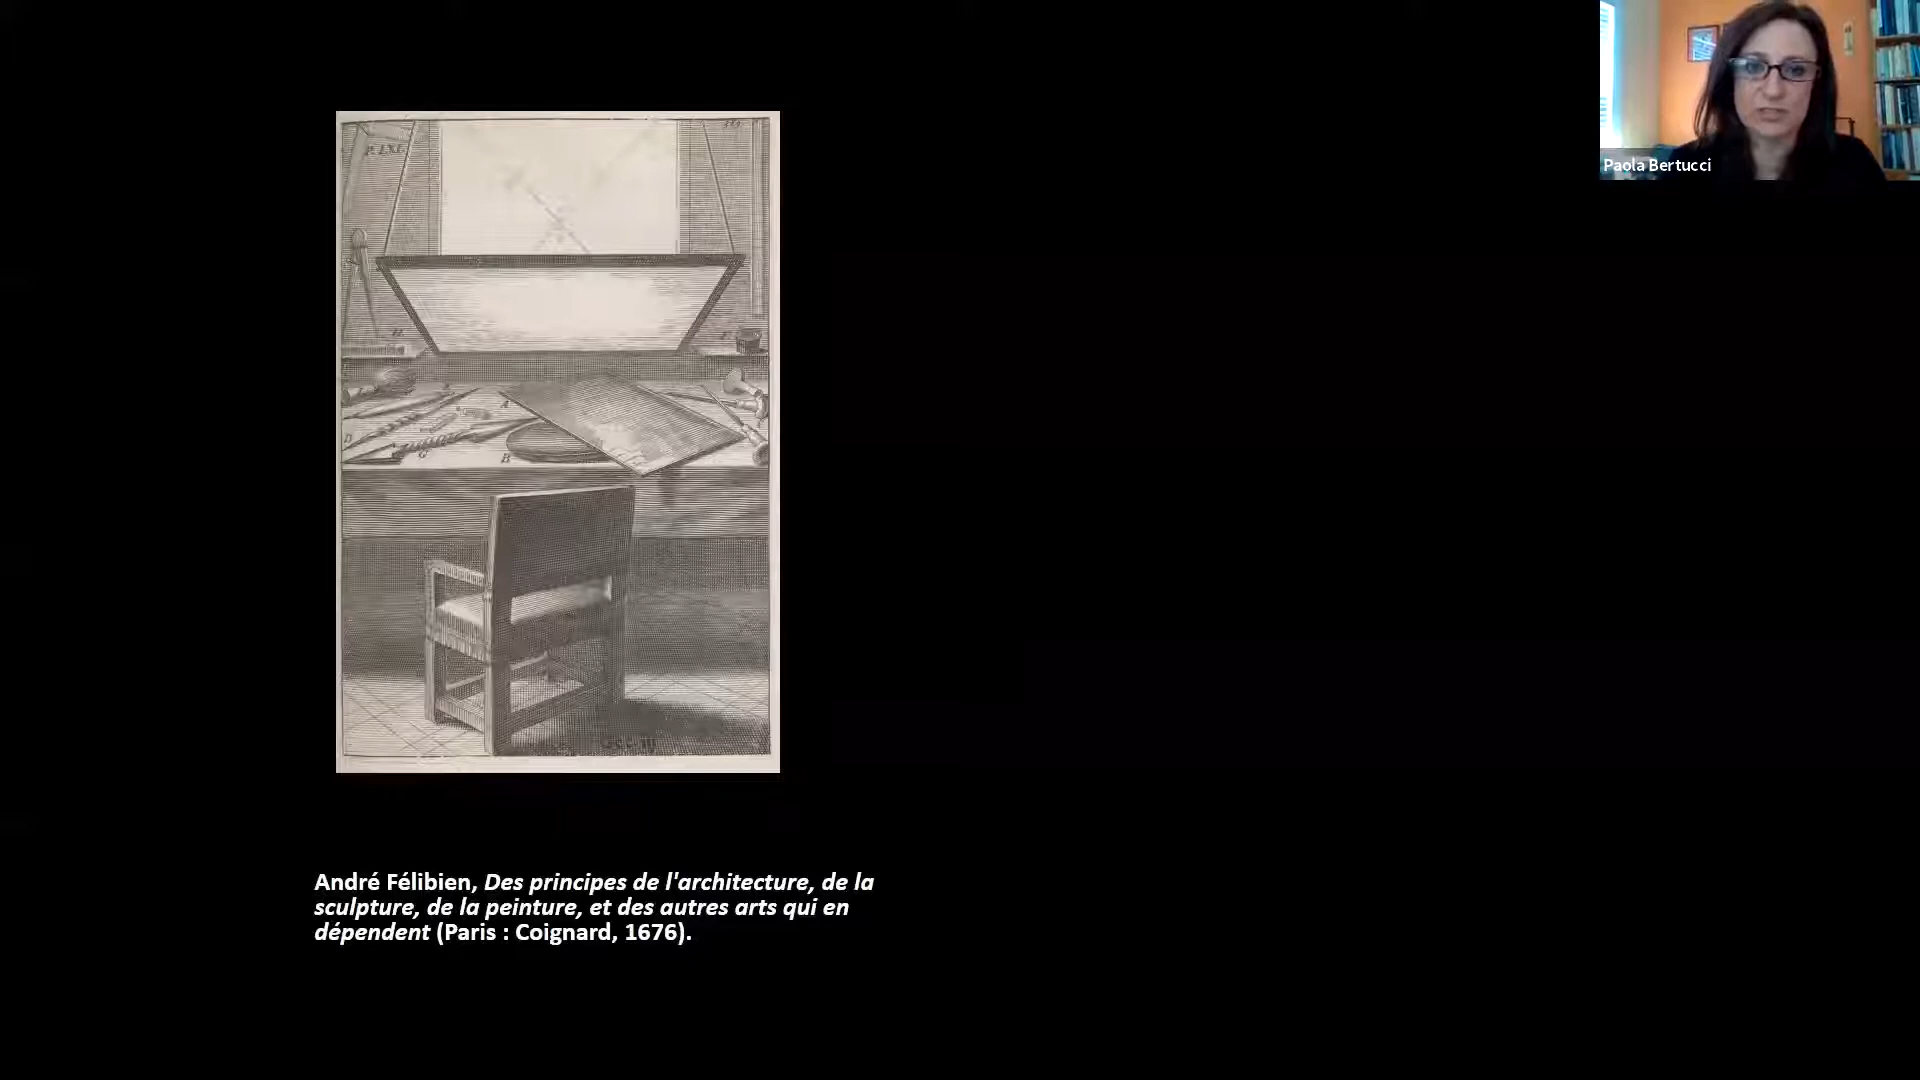 Paola Bertucci
P. LXI.
A
D
G
B
André Félibien, Des principes de l'architecture, de la
sculpture, de la peinture, et des autres arts qui en
dépendent (Paris : Coignard, 1676).